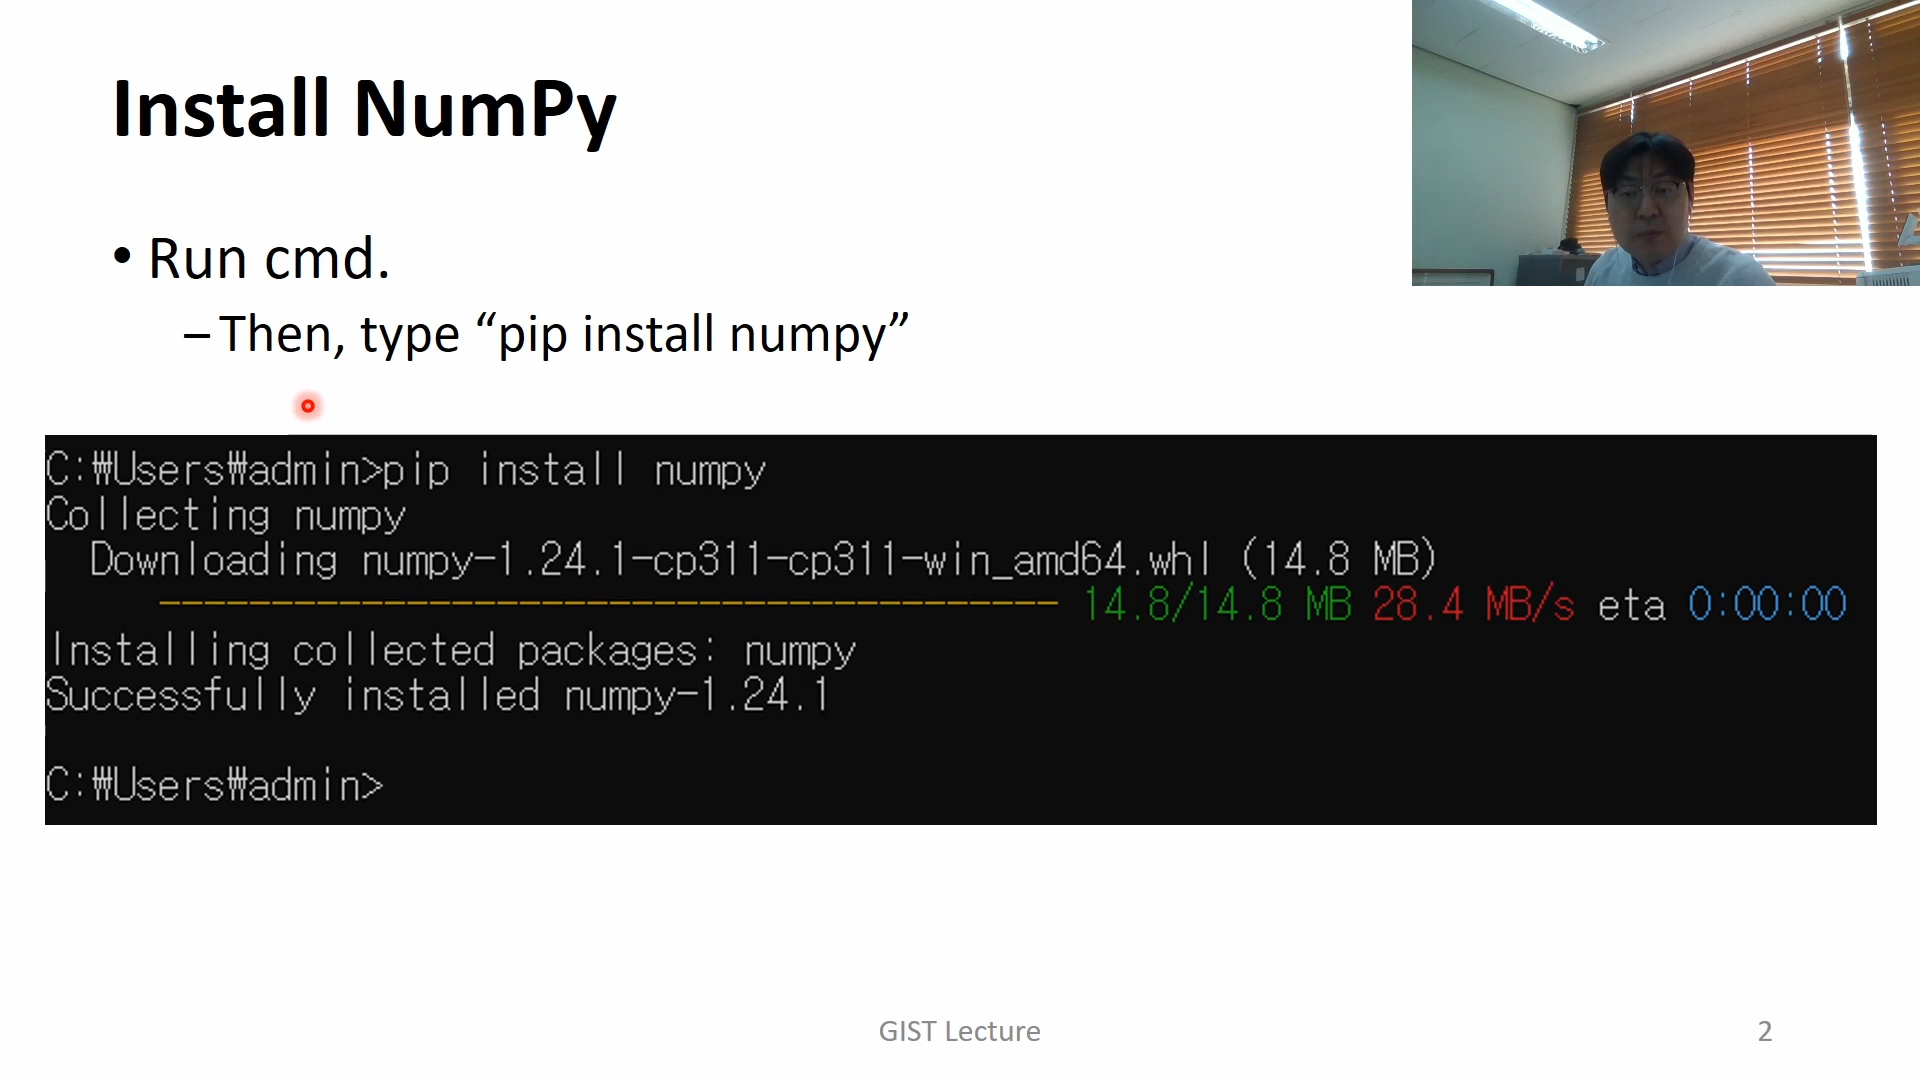 Install NumPy
• Run cmd.
– Then, type “pip install numpy”
C:₩Users₩admin>pip install numpy
Collecting numpy
Downloading numpy-1.24.1-cp311-cp311-win_amd64.whl (14.8 MB)
---------------------------------------- 14.8/14.8 MB 28.4 MB/s eta 0:00:00
Installing collected packages: numpy
Successfully installed numpy-1.24.1
C:₩Users₩admin>
GIST Lecture
2